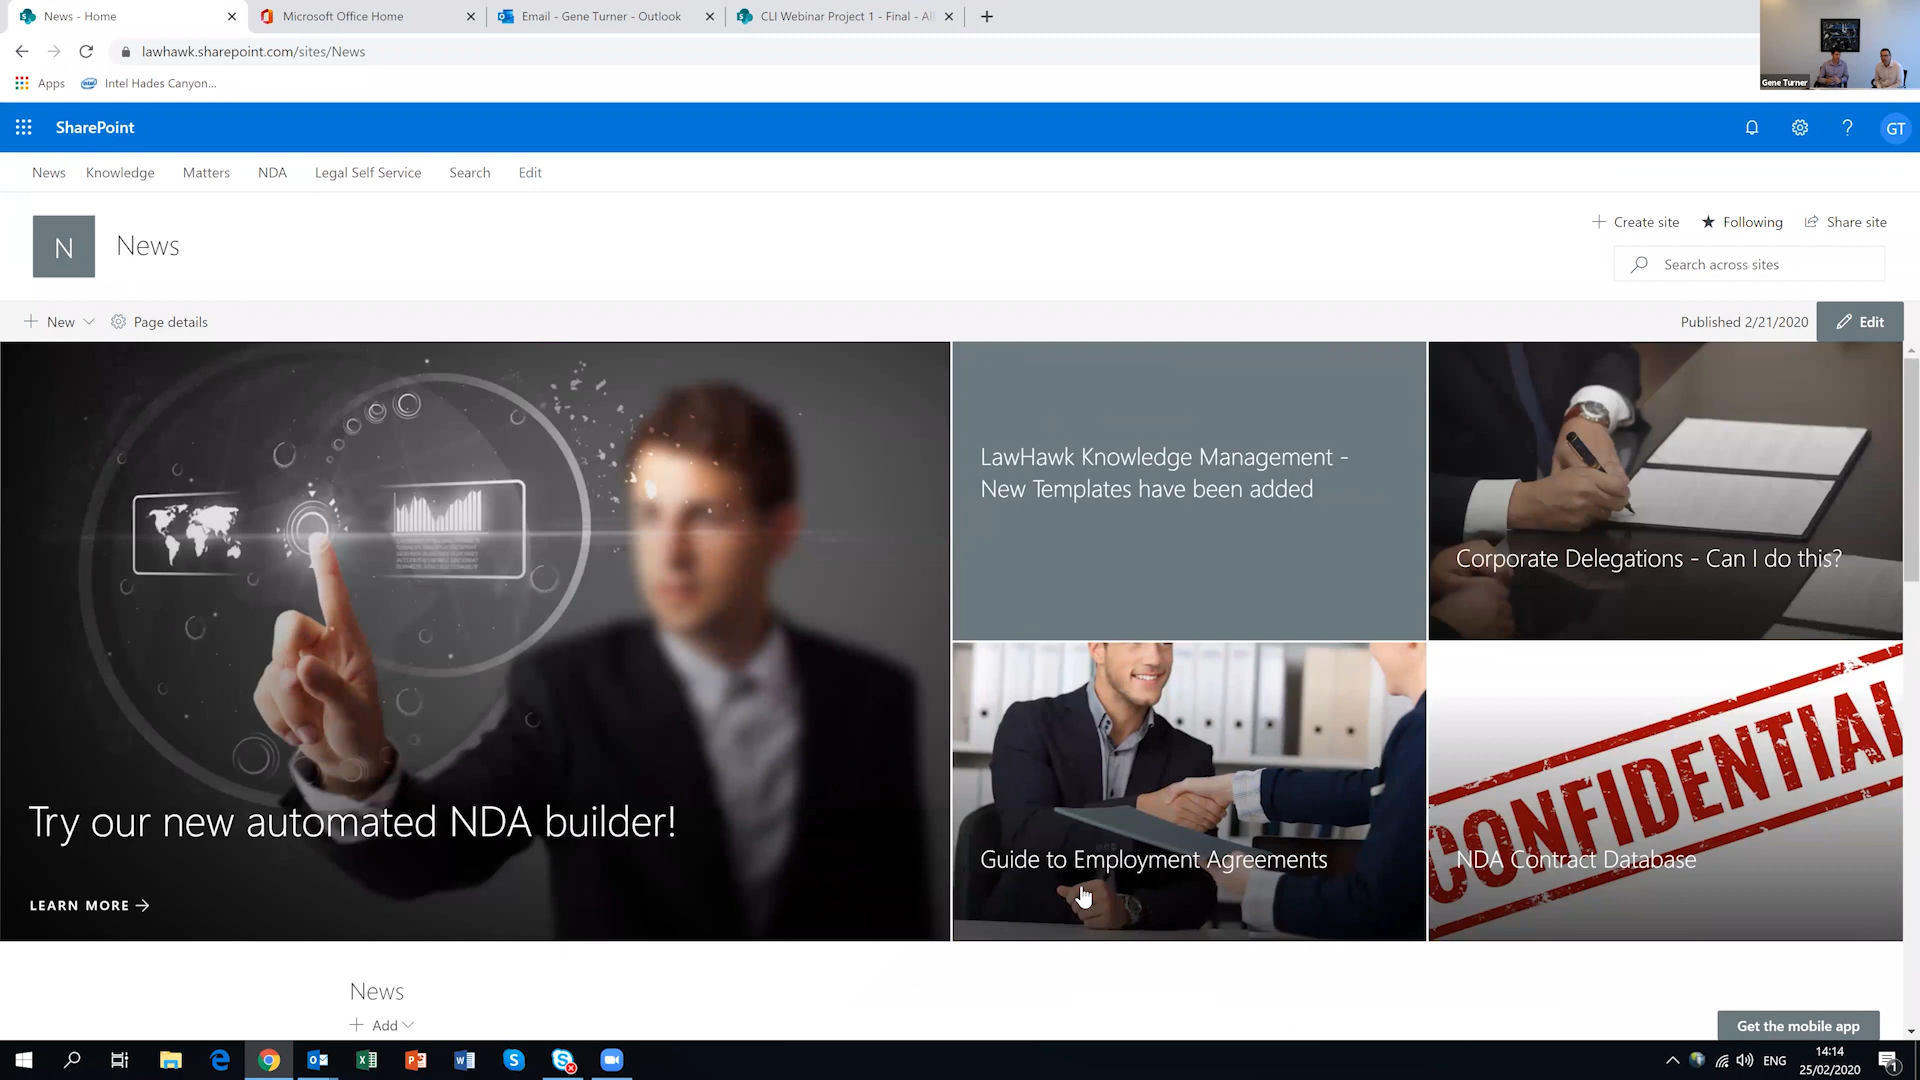 News - Home
Microsoft Office Home
Email - Gene Turner - Outlook
CLI Webinar Project 1 - Final - Al
lawhawk.sharepoint.com/sites/News
Apps
Intel Hades Canyon...
Gene Turner
SharePoint
GT
News
Knowledge
Matters
NDA
Legal Self Service
Search
Edit
N
News
Create site
Following
Share site
Search across sites
New
Page details
Published 2/21/2020
Edit
Try our new automated NDA builder!
LEARN MORE
LawHawk Knowledge Management -
New Templates have been added
Corporate Delegations - Can I do this?
Guide to Employment Agreements
CONFIDENTIAL
NDA Contract Database
News
Add
Get the mobile app
ENG
14:14
25/02/2020
1